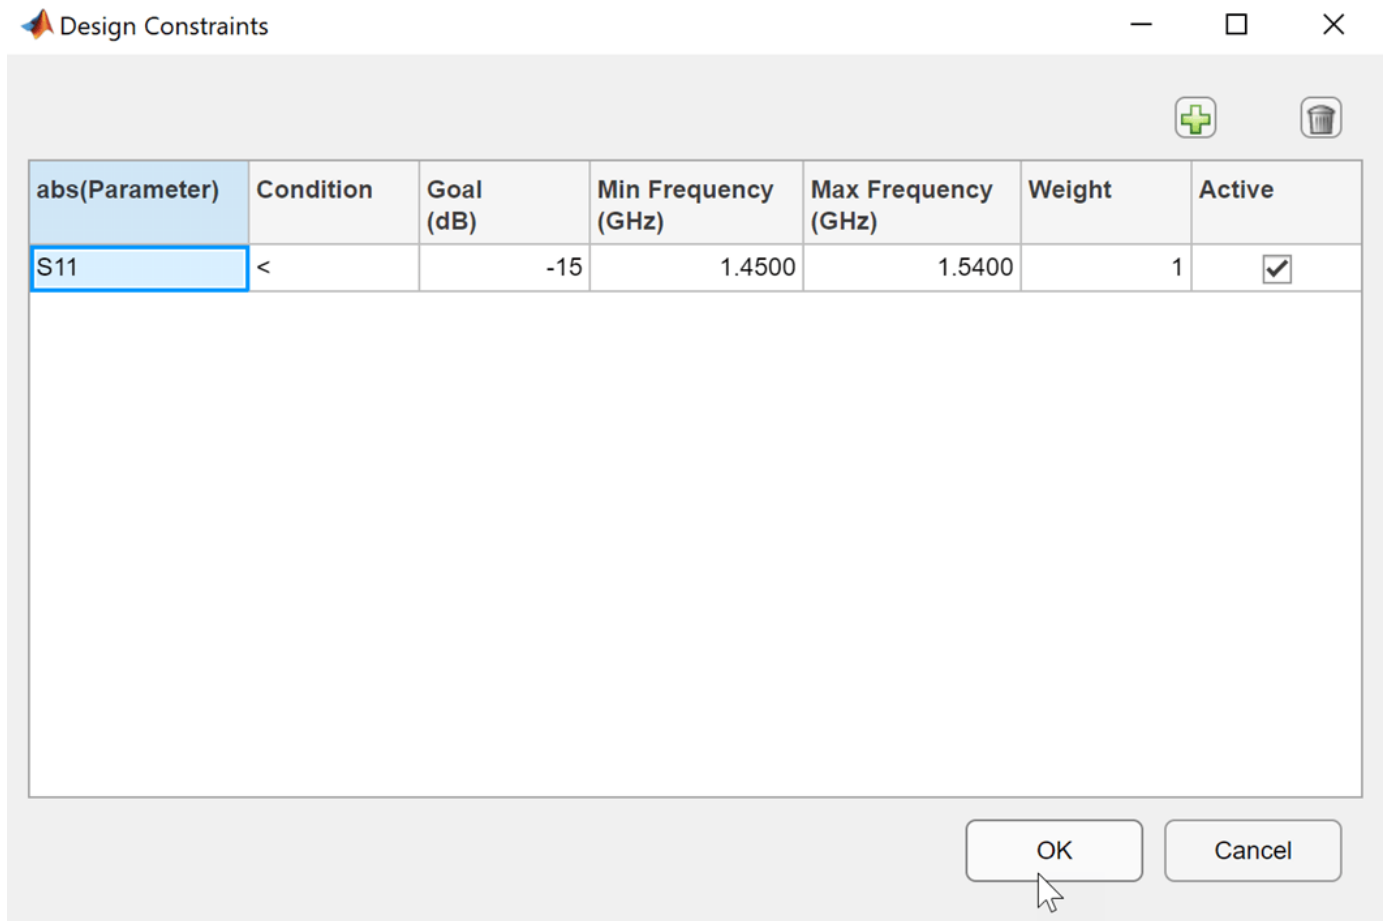 Design Constraints
abs(Parameter) Condition Goal (dB) Min Frequency (GHz) Max Frequency (GHz) Weight Active
S11 < -15 1.4500 1.5400 1
OK Cancel